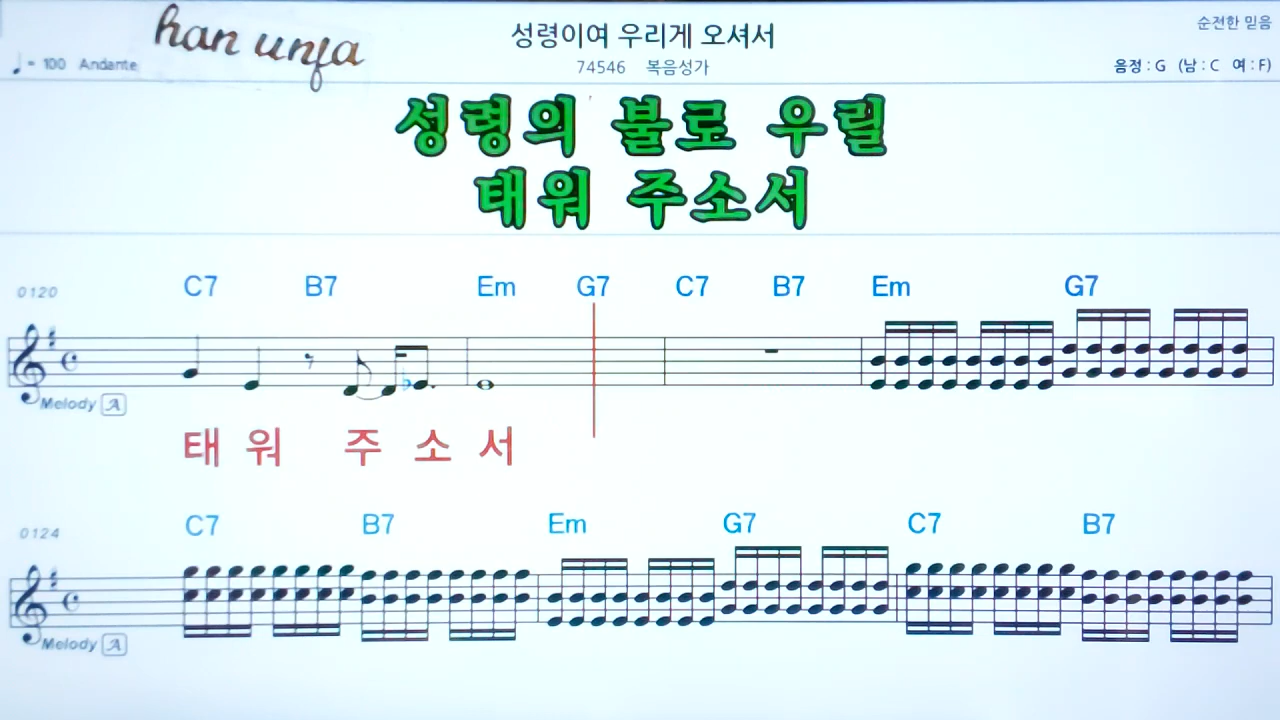 han unja
성령이여 우리게 오셔서
순전한 믿음
♩= 100 Andante
74546 복음성가
음정 : G (남 : C 여 : F)
성령의 불로 우릴
태워 주소서
0120 C7 B7 Em G7 C7 B7 Em G7
Melody A
태 워 주 소 서
0124 C7 B7 Em G7 C7 B7
Melody A